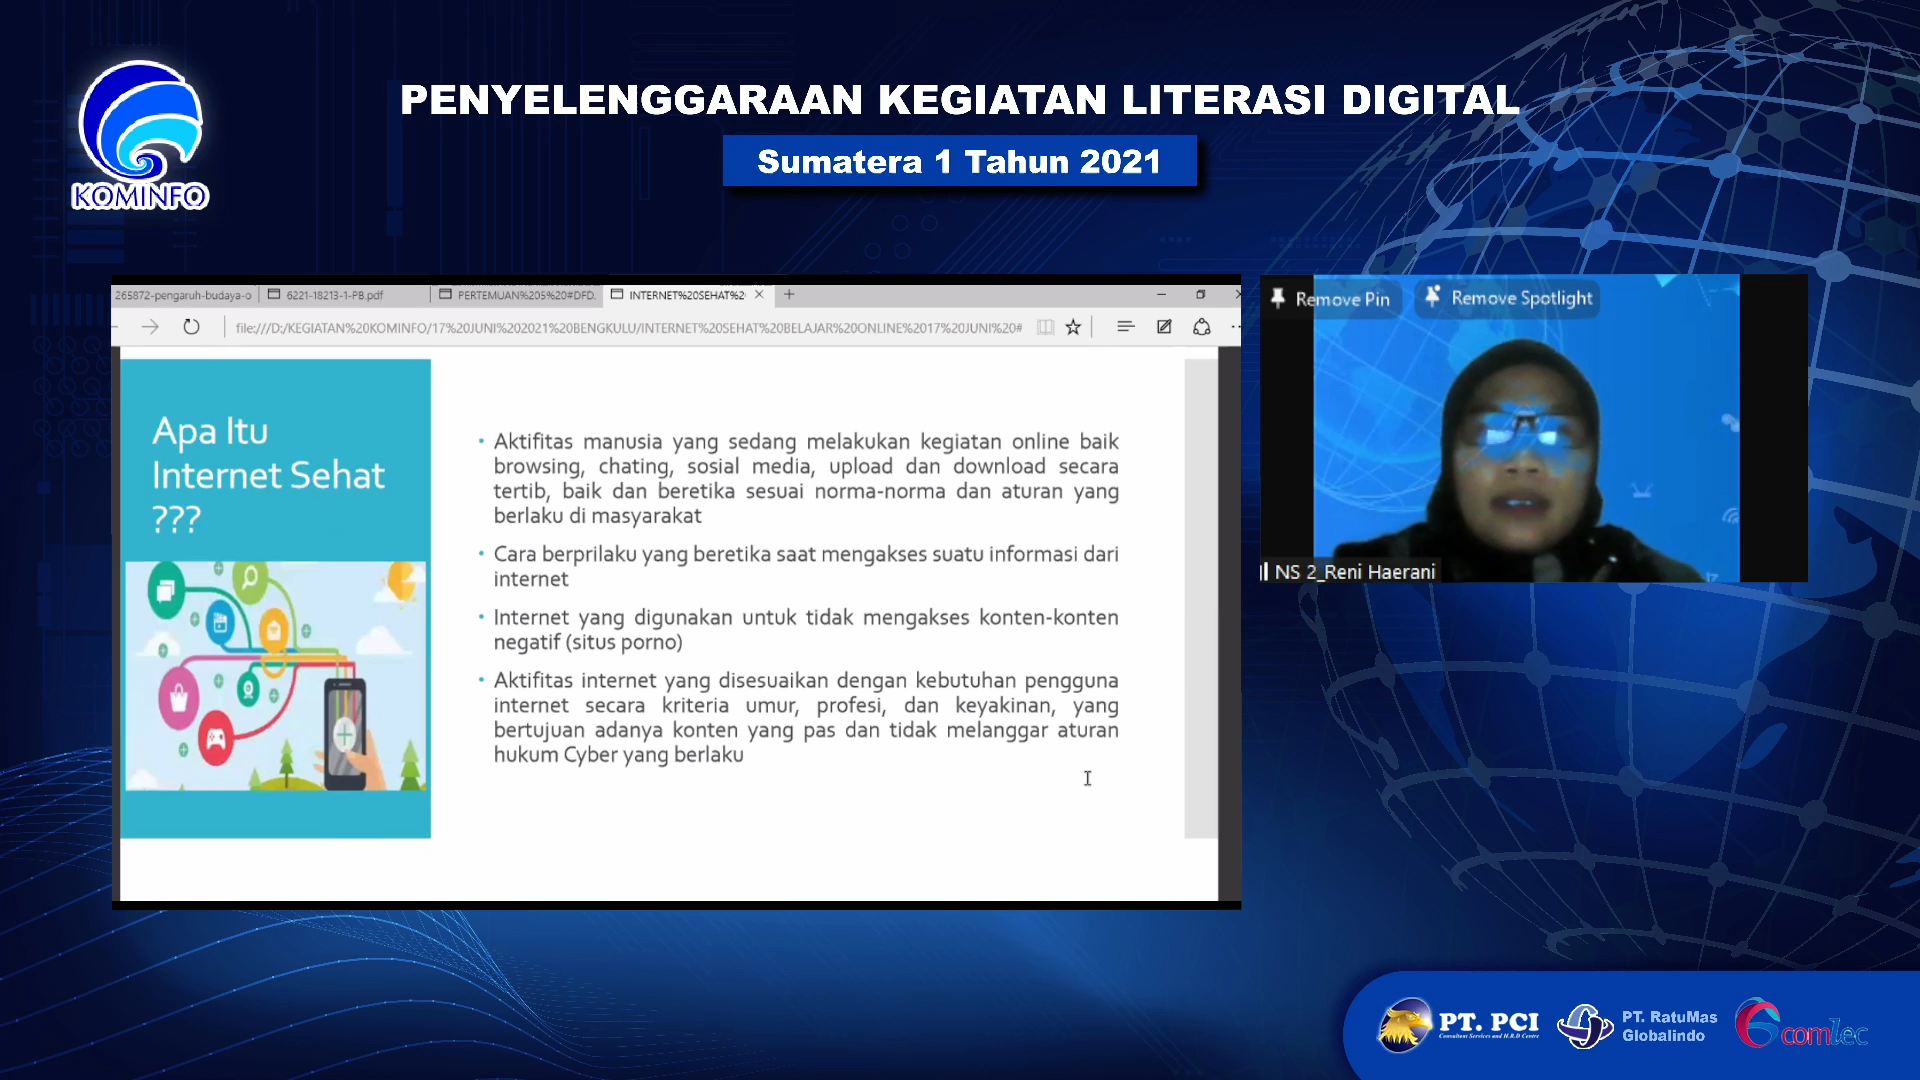 KOMINFO
PENYELENGGARAAN KEGIATAN LITERASI DIGITAL
Sumatera 1 Tahun 2021
265872-pengaruh-budaya-o
6221-18213-1-PB.pdf
PERTEMUAN%205%20#DFD.
INTERNET%20SEHAT%2
file:///D:/KEGIATAN%20KOMINFO/17%20JUNI%202021%20BENGKULU/INTERNET%20SEHAT%20BELAJAR%20ONLINE%2017%20JUNI%20#
Apa Itu
Internet Sehat
???
• Aktifitas manusia yang sedang melakukan kegiatan online baik
browsing, chating, sosial media, upload dan download secara
tertib, baik dan beretika sesuai norma-norma dan aturan yang
berlaku di masyarakat
• Cara berprilaku yang beretika saat mengakses suatu informasi dari
internet
• Internet yang digunakan untuk tidak mengakses konten-konten
negatif (situs porno)
• Aktifitas internet yang disesuaikan dengan kebutuhan pengguna
internet secara kriteria umur, profesi, dan keyakinan, yang
bertujuan adanya konten yang pas dan tidak melanggar aturan
hukum Cyber yang berlaku
Remove Pin
Remove Spotlight
NS 2_Reni Haerani
PT. PCI
Consultant Services and H.R.D Centre
PT. RatuMas
Globalindo
comtec